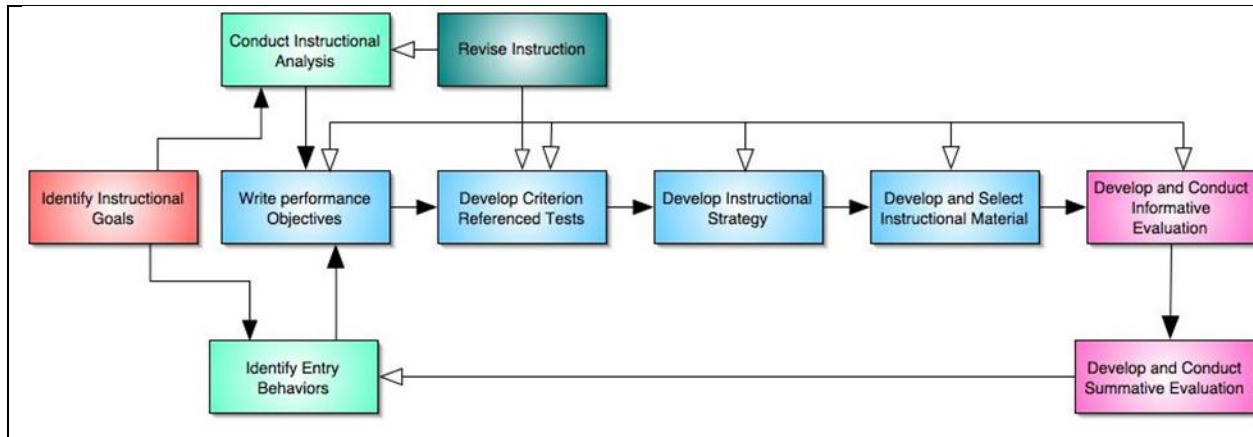 Conduct Instructional
Analysis
Revise Instruction
Identify Instructional
Goals
Write performance
Objectives
Develop Criterion
Referenced Tests
Develop Instructional
Strategy
Develop and Select
Instructional Material
Develop and Conduct
Informative
Evaluation
Identify Entry
Behaviors
Develop and Conduct
Summative Evaluation